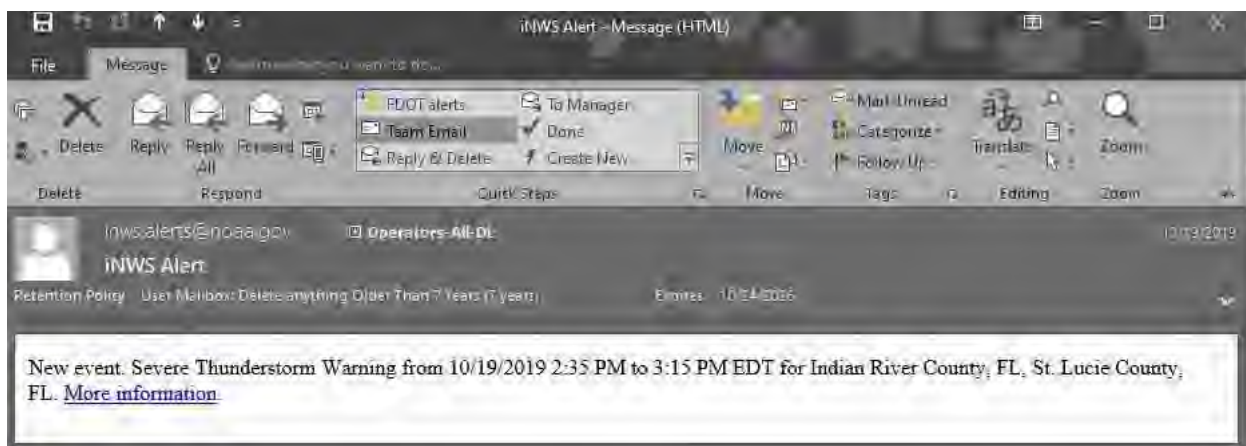 iNWS Alert - Message (HTML)
File Message
FDOT alerts To Manager Mark Unread
Team Email Done Categorize
Delete Reply Reply All Forward Reply & Delete Create New Move Follow Up Translate Zoom
Delete Respond Quick Steps Move Tags Editing Zoom
inws.alerts@noaa.gov Operators-All-DL 10/19/2019
iNWS Alert
Retention Policy User Mailbox: Delete anything Older Than 7 Years (7 years) Expires
New event. Severe Thunderstorm Warning from 10/19/2019 2:35 PM to 3:15 PM EDT for Indian River County, FL, St. Lucie County,
FL. More information